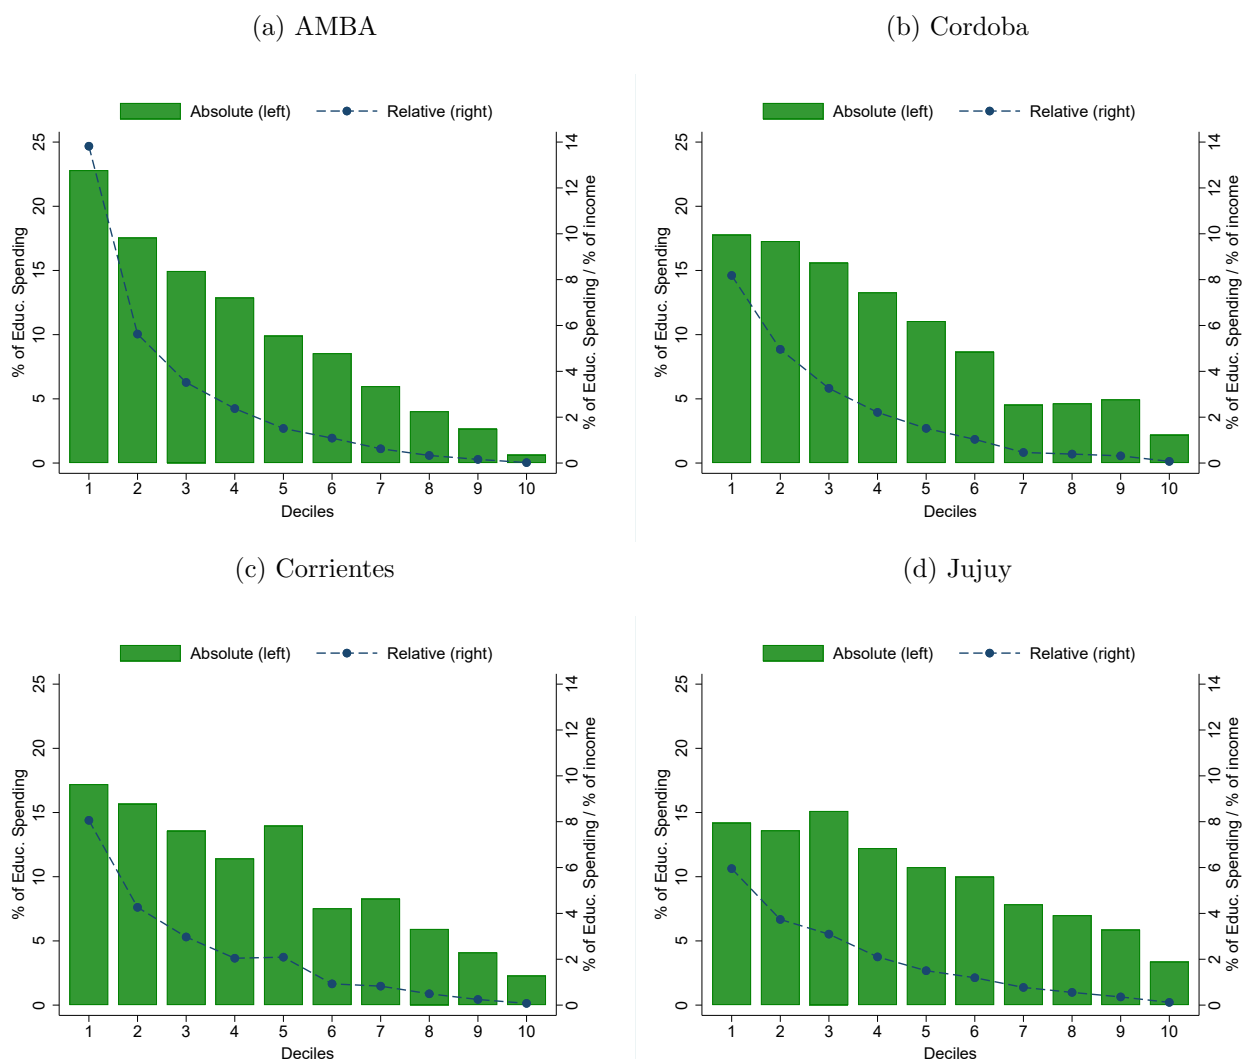 (a) AMBA
Absolute (left) Relative (right)
% of Educ. Spending
0 5 10 15 20 25
% of Educ. Spending / % of income
0 2 4 6 8 10 12 14
1 2 3 4 5 6 7 8 9 10
Deciles
(b) Cordoba
Absolute (left) Relative (right)
% of Educ. Spending
0 5 10 15 20 25
% of Educ. Spending / % of income
0 2 4 6 8 10 12 14
1 2 3 4 5 6 7 8 9 10
Deciles
(c) Corrientes
Absolute (left) Relative (right)
% of Educ. Spending
0 5 10 15 20 25
% of Educ. Spending / % of income
0 2 4 6 8 10 12 14
1 2 3 4 5 6 7 8 9 10
Deciles
(d) Jujuy
Absolute (left) Relative (right)
% of Educ. Spending
0 5 10 15 20 25
% of Educ. Spending / % of income
0 2 4 6 8 10 12 14
1 2 3 4 5 6 7 8 9 10
Deciles